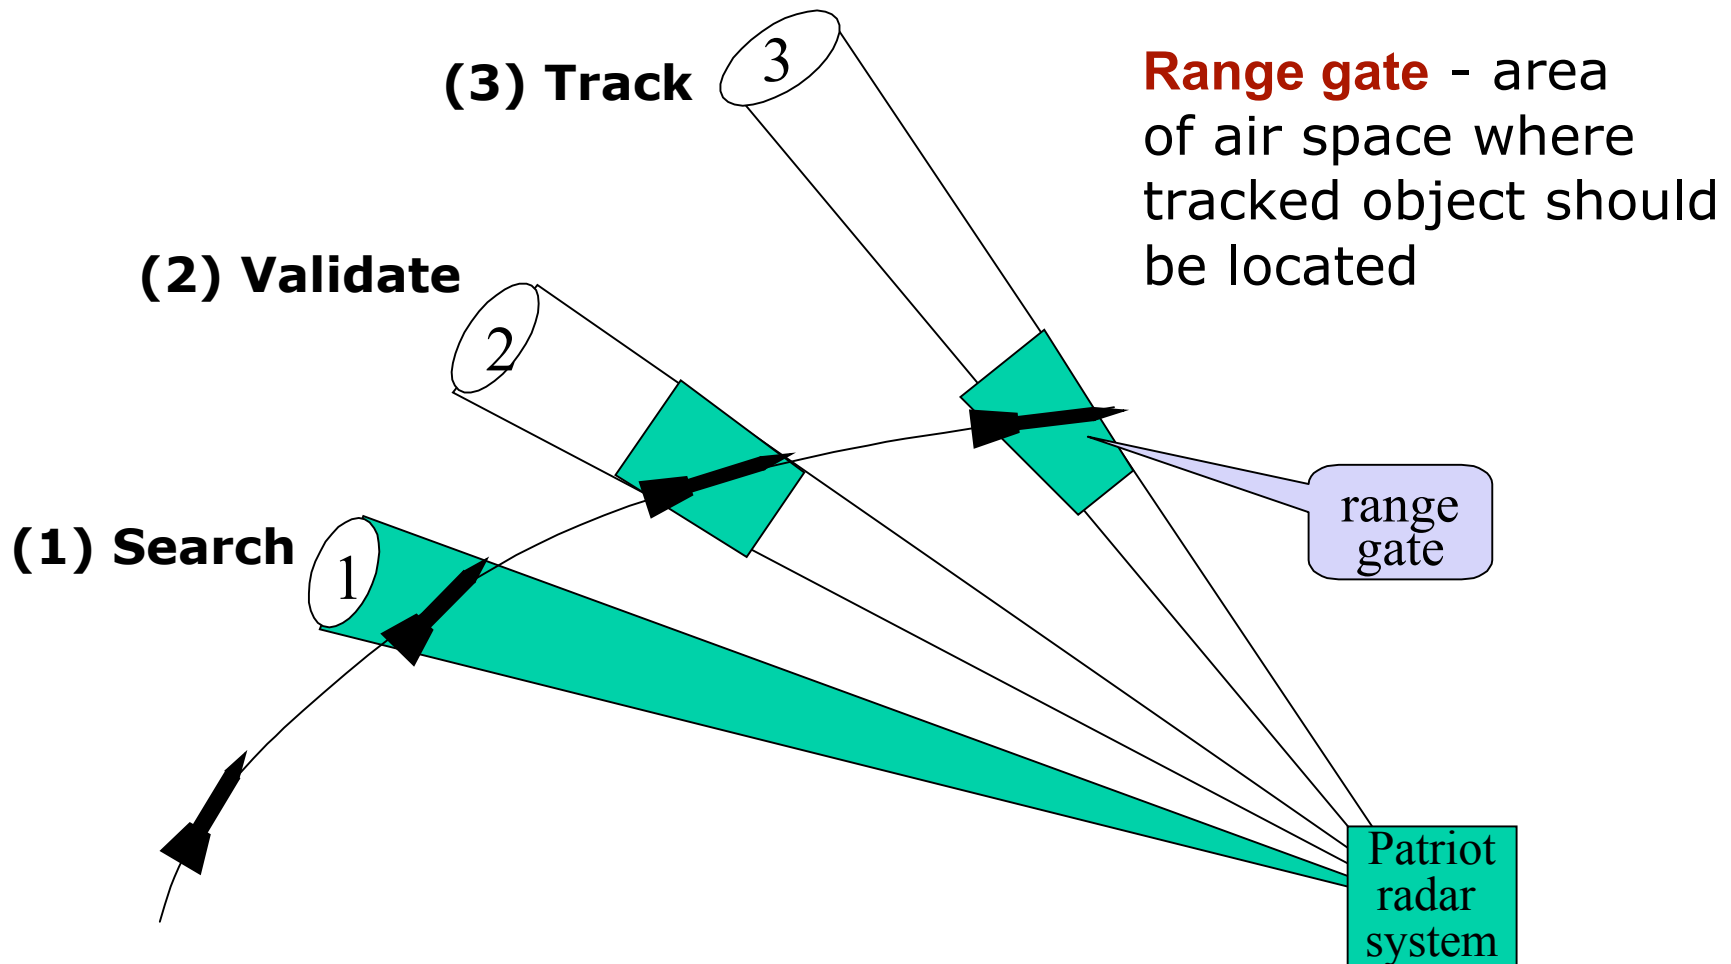 (3) Track
3
Range gate - area
of air space where
tracked object should
be located
(2) Validate
2
(1) Search
1
range
gate
Patriot
radar
system